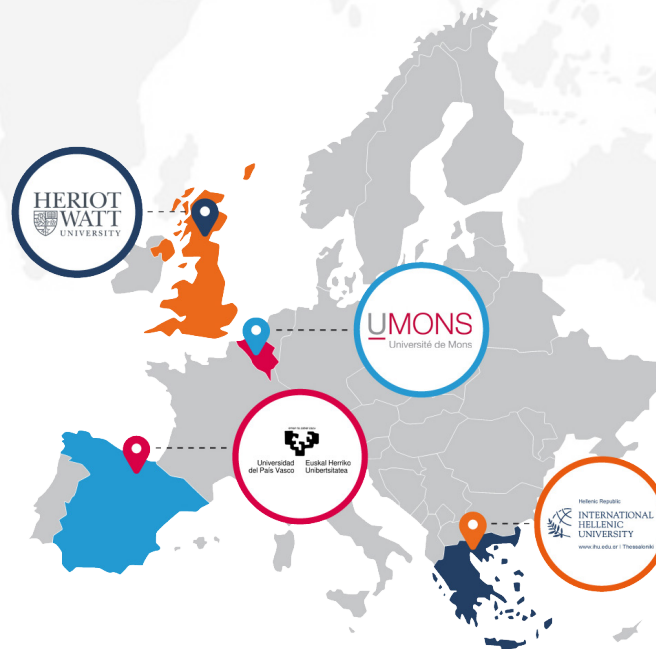 HERIOT
WATT
UNIVERSITY
UMONS
Université de Mons
Universidad
del País Vasco
Euskal Herriko
Unibertsitatea
Hellenic Republic
INTERNATIONAL
HELLENIC
UNIVERSITY
www.ihu.edu.gr | Thessaloniki